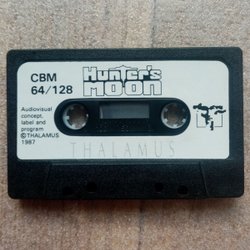 CBM
64/128
Hunter's
Moon
Audiovisual
concept,
label and
program
©THALAMUS
1987
THALAMUS